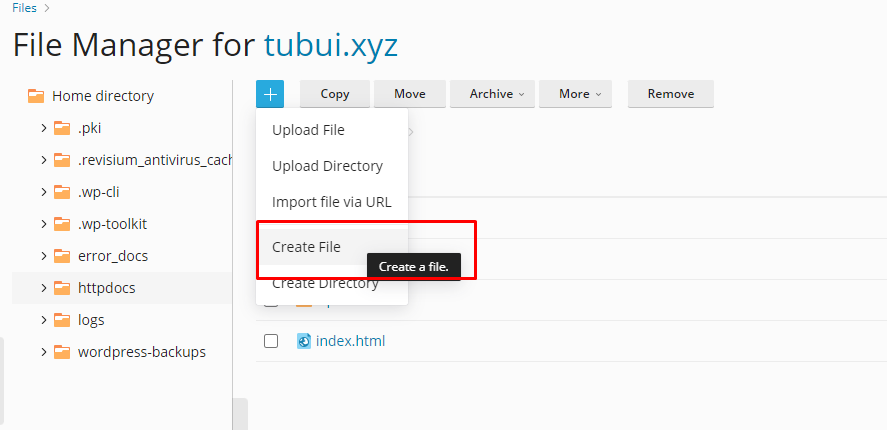 Files
File Manager for tubui.xyz
Home directory
.pki
.revisium_antivirus_cach
.wp-cli
.wp-toolkit
error_docs
httpdocs
logs
wordpress-backups
Copy Move Archive More Remove
Upload File
Upload Directory
Import file via URL
Create File
Create a file.
Create Directory
index.html